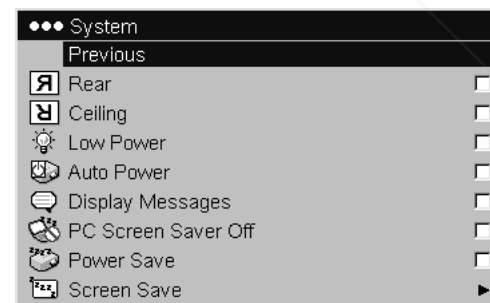 ••• System
Previous
Rear
Ceiling
Low Power
Auto Power
Display Messages
PC Screen Saver Off
Power Save
Screen Save